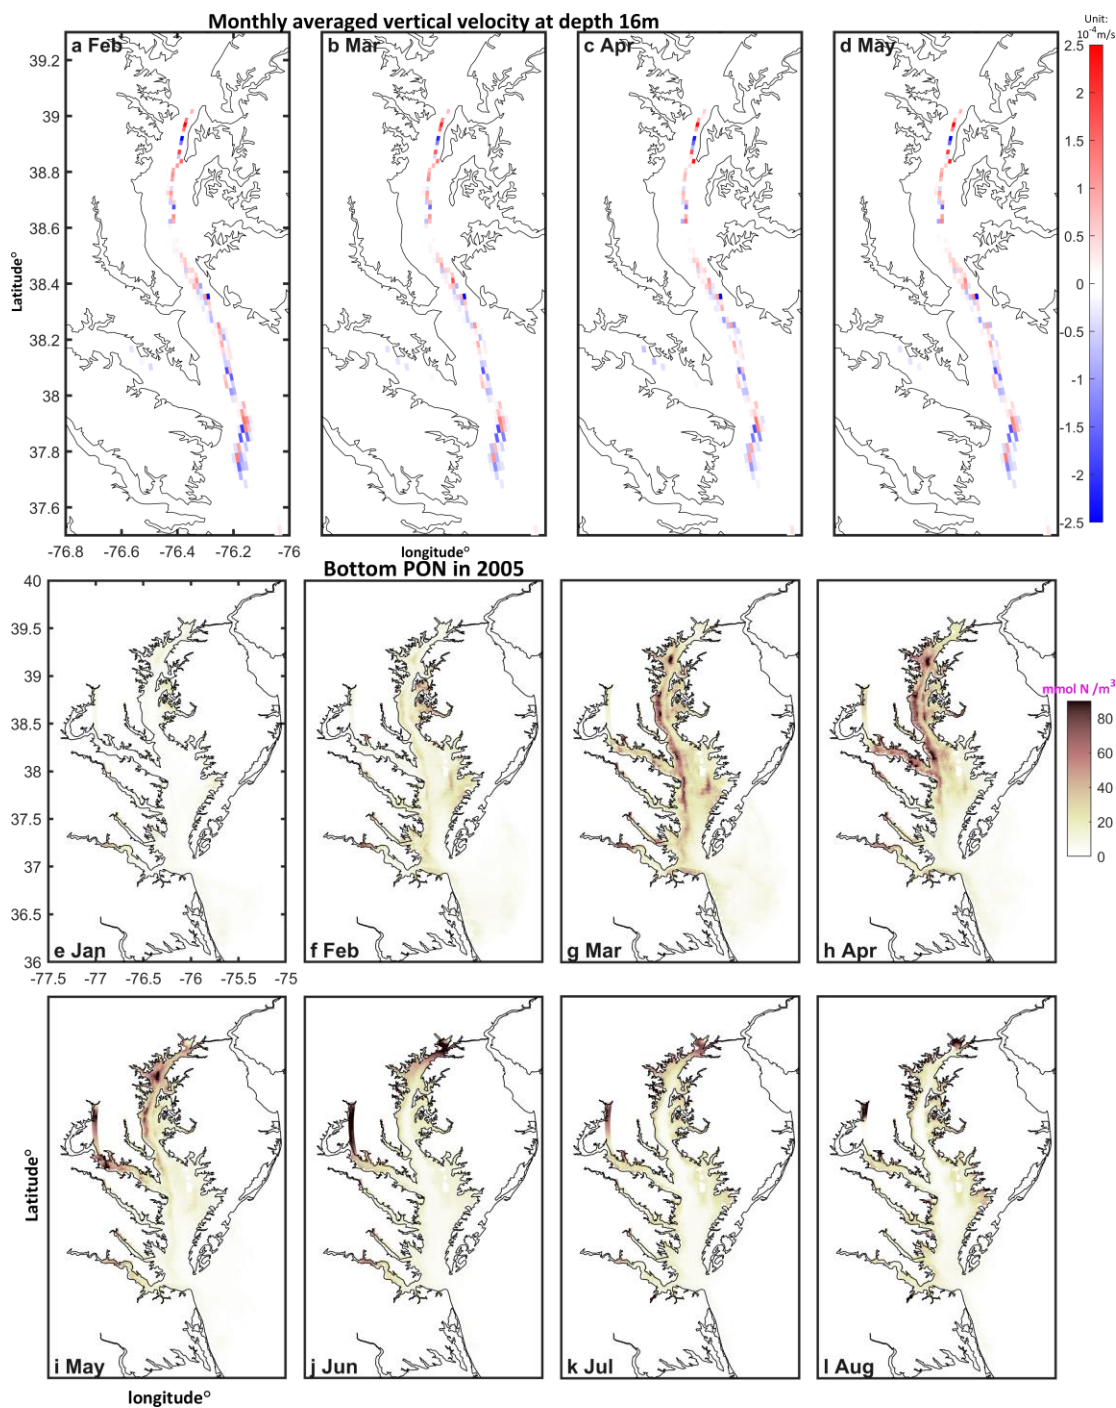 Monthly averaged vertical velocity at depth 16m
Unit:
10⁻⁴m/s
a Feb
b Mar
c Apr
d May
39.2
39
38.8
38.6
38.4
38.2
38
37.8
37.6
Latitude°
2.5
1.5
1
0.5
0
-0.5
-1
-1.5
-2
-2.5
-76.8 -76.6 -76.4 -76.2 -76
longitude°
Bottom PON in 2005
40
39.5
39
38.5
38
37.5
37
36.5
36
mmol N /m³
80
60
40
20
0
e Jan
f Feb
g Mar
h Apr
-77.5 -77 -76.5 -76 -75.5 -75
Latitude°
i May
j Jun
k Jul
l Aug
longitude°